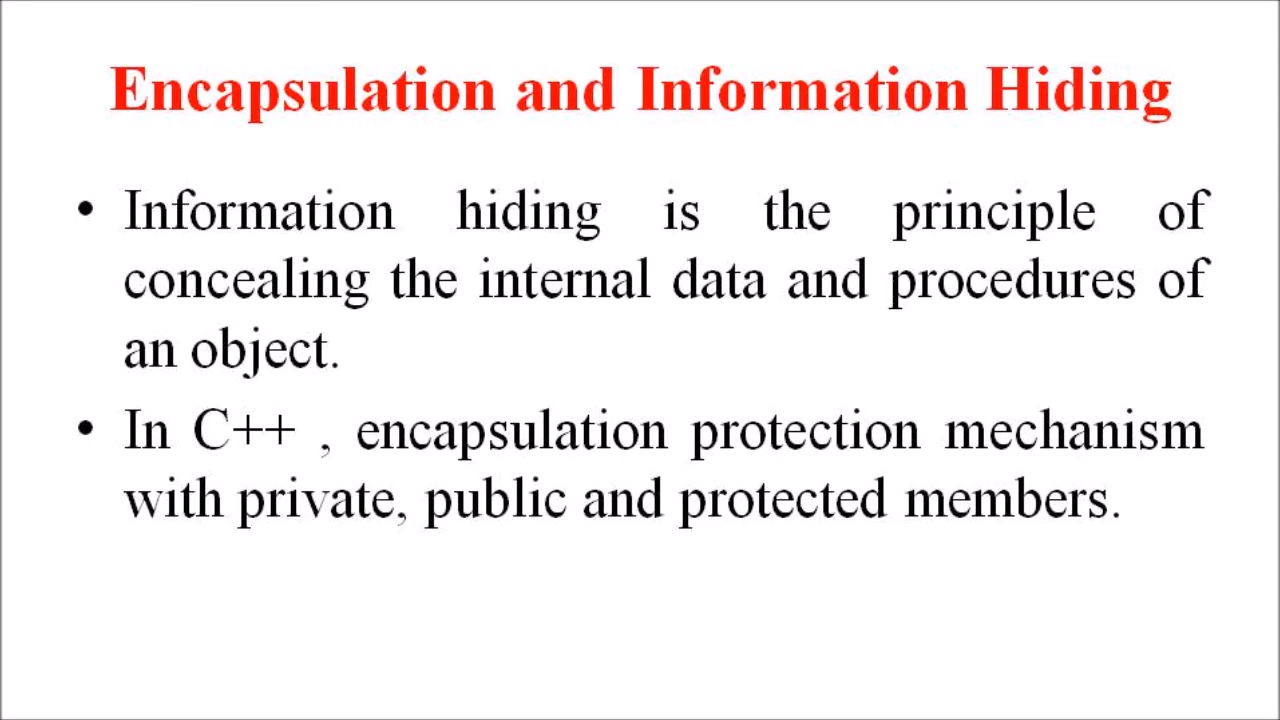 Encapsulation and Information Hiding
• Information hiding is the principle of
concealing the internal data and procedures of
an object.
• In C++ , encapsulation protection mechanism
with private, public and protected members.